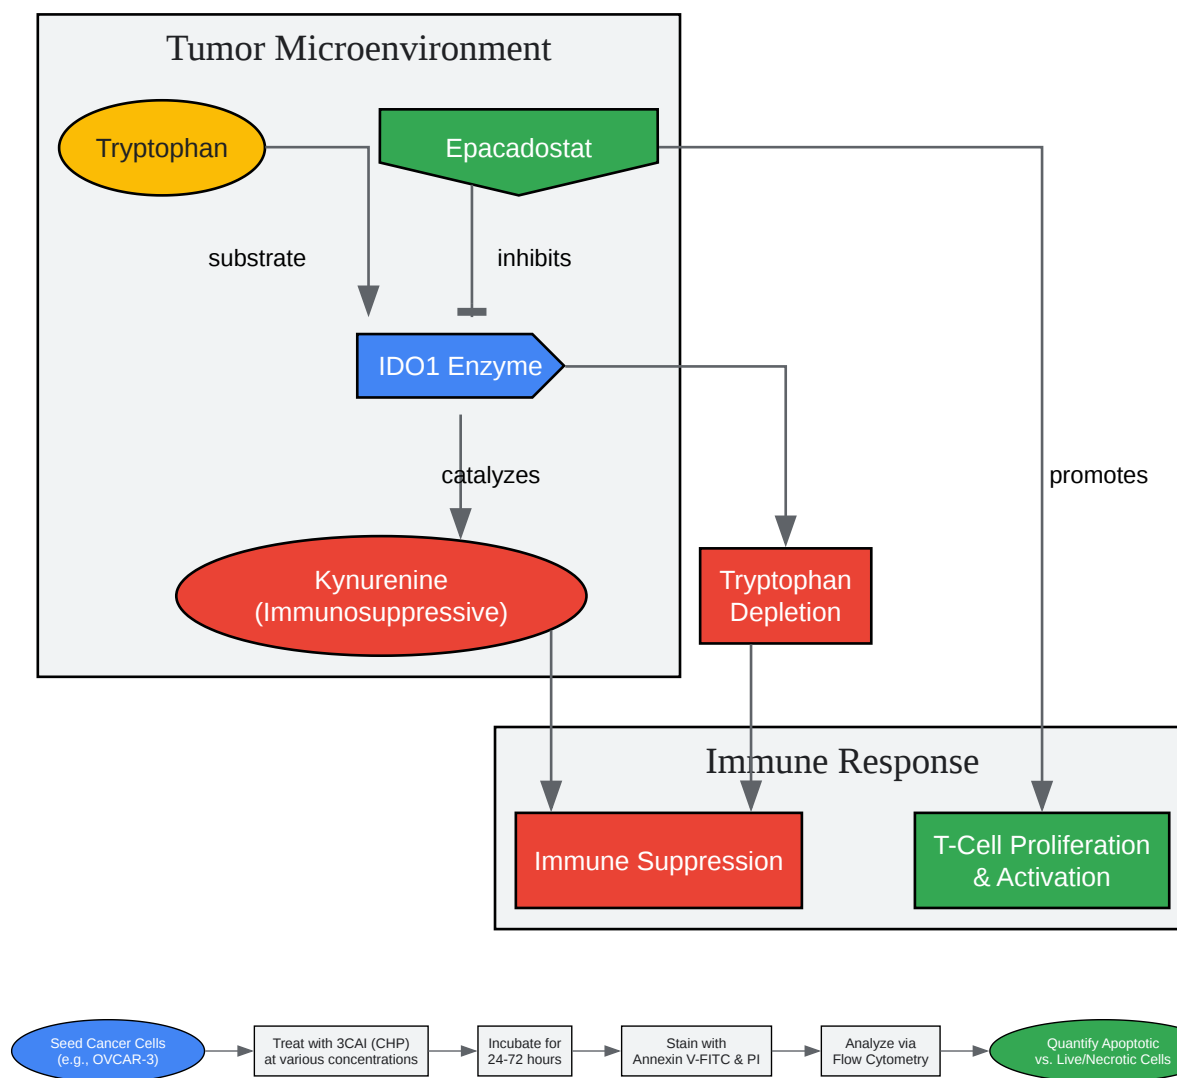 Tumor Microenvironment
Tryptophan
Epacadostat
substrate
inhibits
IDO1 Enzyme
catalyzes
promotes
Kynurenine
(Immunosuppressive)
Tryptophan
Depletion
Immune Response
Immune Suppression
T-Cell Proliferation
& Activation
Seed Cancer Cells
(e.g., OVCAR-3)
Treat with 3CAI (CHP)
at various concentrations
Incubate for
24-72 hours
Stain with
Annexin V-FITC & PI
Analyze via
Flow Cytometry
Quantify Apoptotic
vs. Live/Necrotic Cells